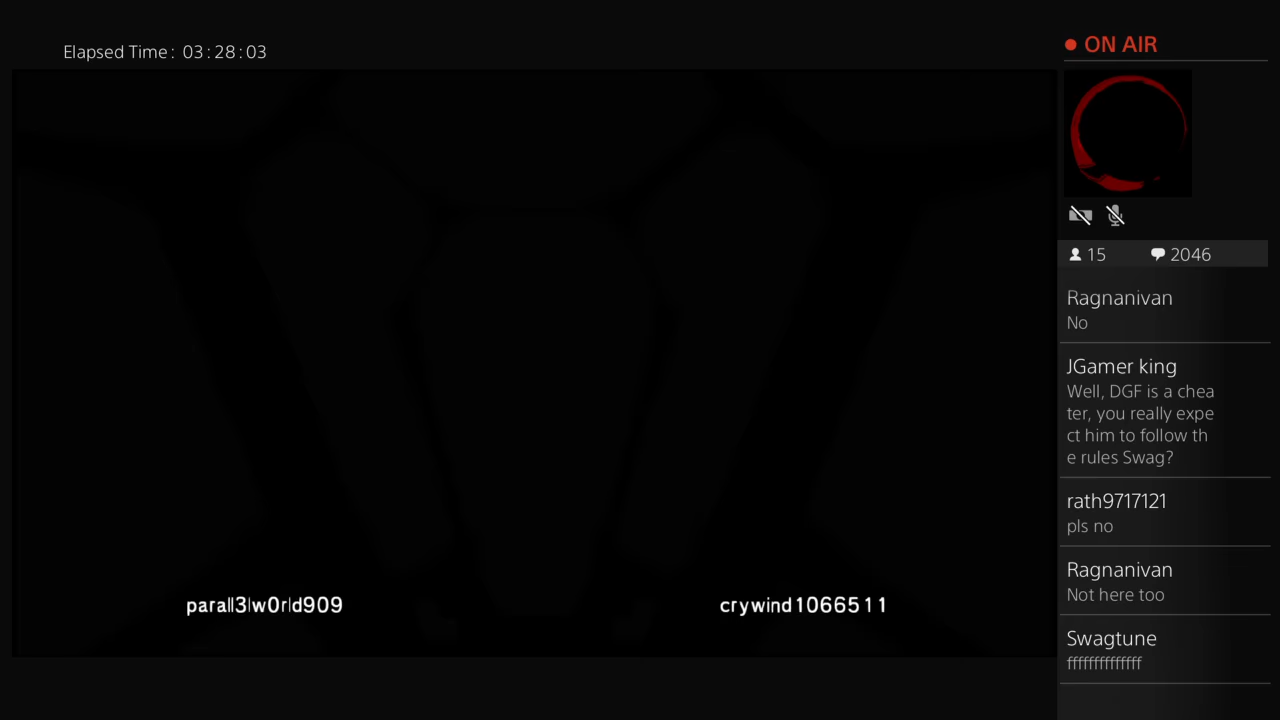 Elapsed Time: 03:28:03
ON AIR
15 2046
Ragnanivan
No
JGamer king
Well, DGF is a chea
ter, you really expe
ct him to follow th
e rules Swag?
rath9717121
pls no
Ragnanivan
Not here too
Swagtune
ffffffffffffff
parall3lw0rld909
crywind1066511